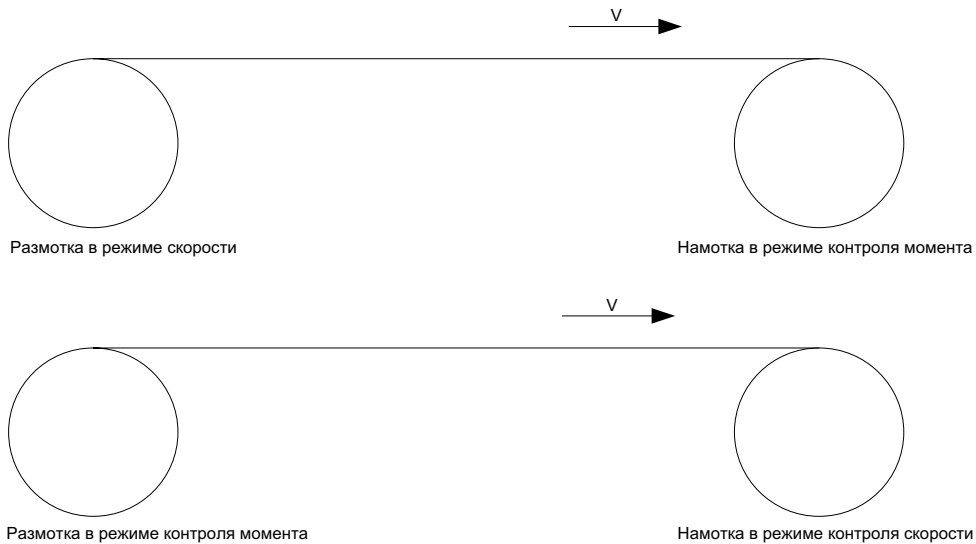 V
Размотка в режиме скорости
Намотка в режиме контроля момента
V
Размотка в режиме контроля момента
Намотка в режиме контроля скорости